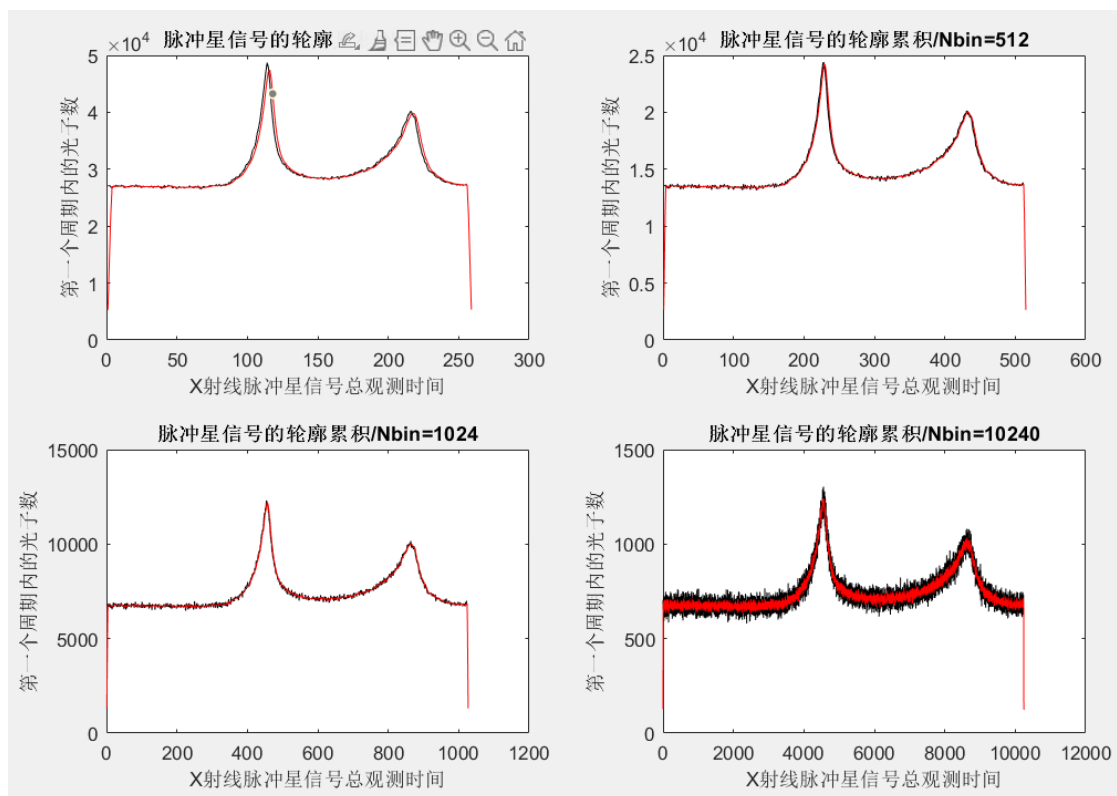 脉冲星信号的轮廓
×10⁴
5
4
3
2
1
0
第一个周期内的光子数
0 50 100 150 200 250 300
X射线脉冲星信号总观测时间
脉冲星信号的轮廓累积/Nbin=512
×10⁴
2.5
2
1.5
1
0.5
0
第一个周期内的光子数
0 100 200 300 400 500 600
X射线脉冲星信号总观测时间
脉冲星信号的轮廓累积/Nbin=1024
15000
10000
5000
0
第一个周期内的光子数
0 200 400 600 800 1000 1200
X射线脉冲星信号总观测时间
脉冲星信号的轮廓累积/Nbin=10240
1500
1000
500
0
第一个周期内的光子数
0 2000 4000 6000 8000 10000 12000
X射线脉冲星信号总观测时间